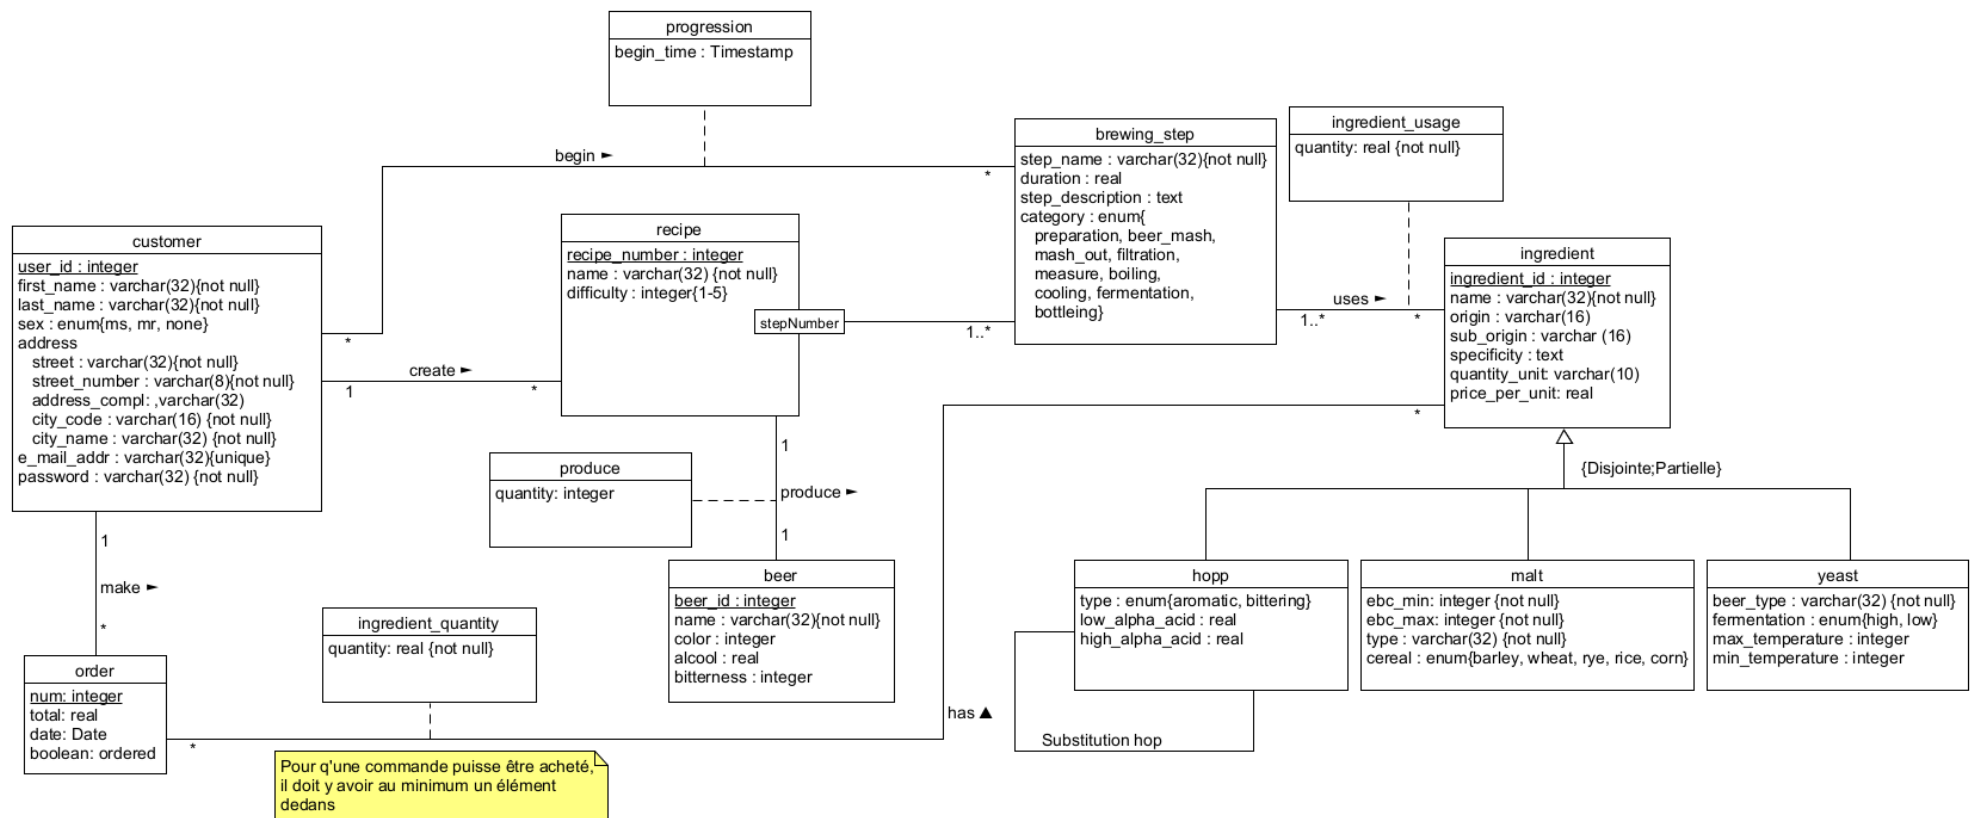 progression
begin_time : Timestamp
begin ►
*
*
brewing_step
step_name : varchar(32){not null}
duration : real
step_description : text
category : enum{
preparation, beer_mash,
mash_out, filtration,
measure, boiling,
cooling, fermentation,
bottleing}
ingredient_usage
quantity: real {not null}
customer
user_id : integer
first_name : varchar(32){not null}
last_name : varchar(32){not null}
sex : enum{ms, mr, none}
address
street : varchar(32){not null}
street_number : varchar(8){not null}
address_compl: ,varchar(32)
city_code : varchar(16) {not null}
city_name : varchar(32) {not null}
e_mail_addr : varchar(32){unique}
password : varchar(32) {not null}
create ►
1
*
recipe
recipe_number : integer
name : varchar(32) {not null}
difficulty : integer{1-5}
stepNumber
1..*
uses ►
1..*
*
ingredient
ingredient_id : integer
name : varchar(32){not null}
origin : varchar(16)
sub_origin : varchar (16)
specificity : text
quantity_unit: varchar(10)
price_per_unit: real
*
{Disjointe;Partielle}
1
produce
quantity: integer
produce ►
1
beer
beer_id : integer
name : varchar(32){not null}
color : integer
alcool : real
bitterness : integer
1
make ►
*
order
num: integer
total: real
date: Date
boolean: ordered
*
ingredient_quantity
quantity: real {not null}
has ▲
Pour q'une commande puisse être acheté,
il doit y avoir au minimum un élément
dedans
hopp
type : enum{aromatic, bittering}
low_alpha_acid : real
high_alpha_acid : real
Substitution hop
malt
ebc_min: integer {not null}
ebc_max: integer {not null}
type : varchar(32) {not null}
cereal : enum{barley, wheat, rye, rice, corn}
yeast
beer_type : varchar(32) {not null}
fermentation : enum{high, low}
max_temperature : integer
min_temperature : integer